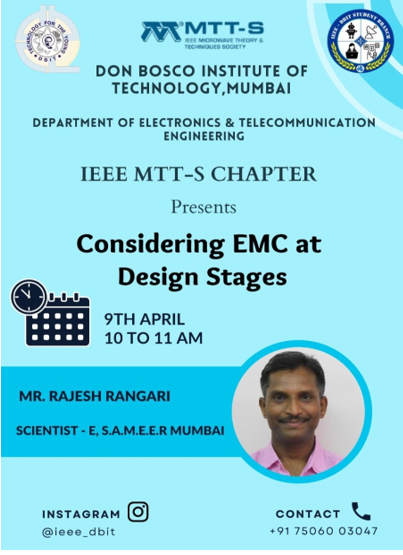 MTT-S
IEEE MICROWAVE THEORY &
TECHNIQUES SOCIETY
DON BOSCO INSTITUTE OF
TECHNOLOGY,MUMBAI
DEPARTMENT OF ELECTRONICS & TELECOMMUNICATION
ENGINEERING
IEEE MTT-S CHAPTER
Presents
Considering EMC at
Design Stages
9TH APRIL
10 TO 11 AM
MR. RAJESH RANGARI
SCIENTIST - E, S.A.M.E.E.R MUMBAI
INSTAGRAM
@ieee_dbit
CONTACT
+91 75060 03047